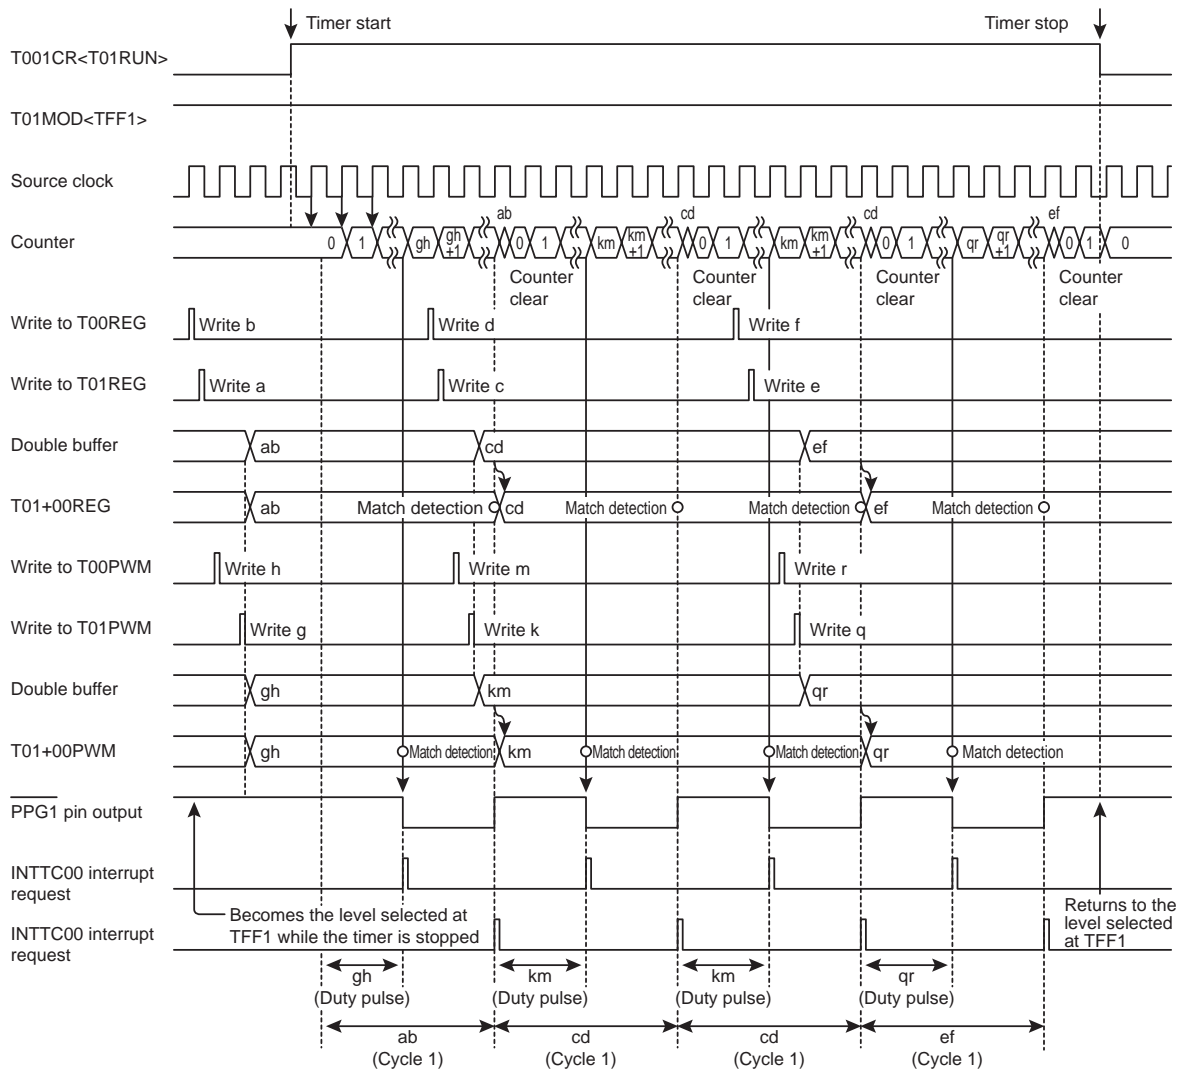 Timer start Timer stop
T001CR<T01RUN>
T01MOD<TFF1>
Source clock
ab cd cd ef
Counter 0 1 gh gh+1 0 1 km km+1 0 1 km km+1 0 1 qr qr+1 0 1 0
Counter clear Counter clear Counter clear Counter clear
Write to T00REG Write b Write d Write f
Write to T01REG Write a Write c Write e
Double buffer ab cd ef
T01+00REG ab Match detection cd Match detection Match detection ef Match detection
Write to T00PWM Write h Write m Write r
Write to T01PWM Write g Write k Write q
Double buffer gh km qr
T01+00PWM gh Match detection km Match detection Match detection qr Match detection
PPG1 pin output
INTTC00 interrupt
request
Becomes the level selected at
TFF1 while the timer is stopped
Returns to the
level selected
at TFF1
INTTC00 interrupt
request
gh km km qr
(Duty pulse) (Duty pulse) (Duty pulse) (Duty pulse)
ab cd cd ef
(Cycle 1) (Cycle 1) (Cycle 1) (Cycle 1)